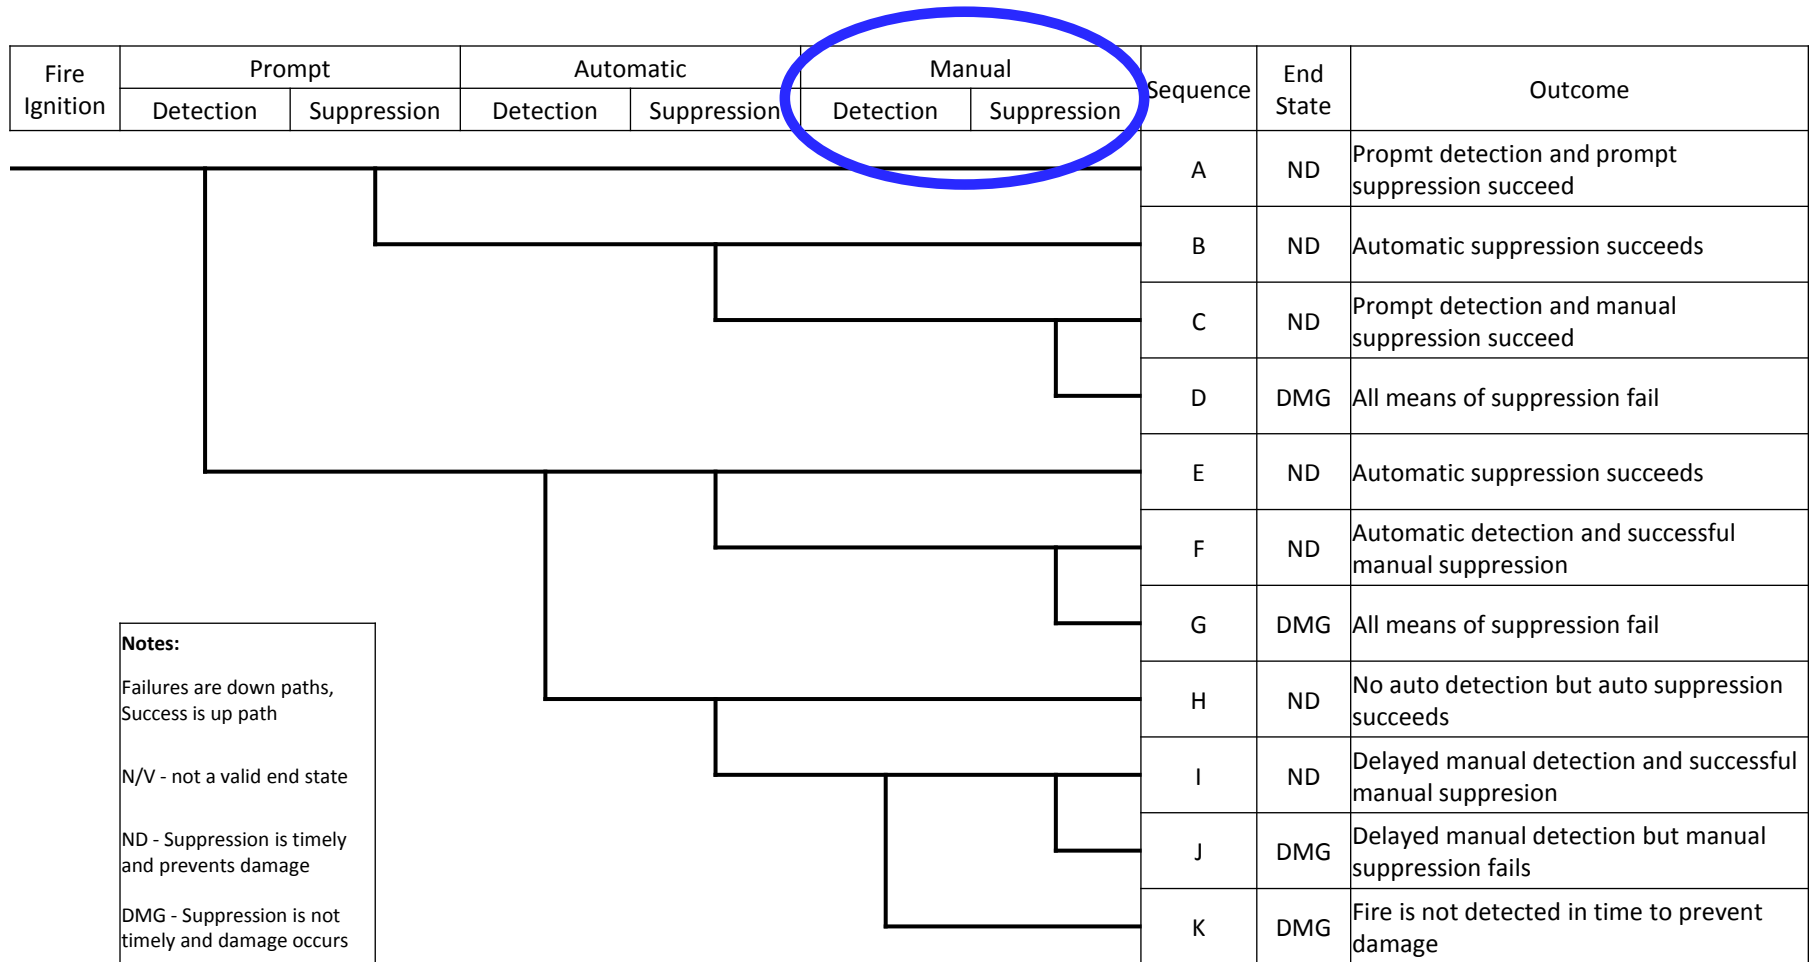 Fire
Ignition
Prompt
Automatic
Manual
Detection
Suppression
Detection
Suppression
Detection
Suppression
Sequence
End
State
Outcome
A
ND
Propmt detection and prompt
suppression succeed
B
ND
Automatic suppression succeeds
C
ND
Prompt detection and manual
suppression succeed
D
DMG
All means of suppression fail
E
ND
Automatic suppression succeeds
F
ND
Automatic detection and successful
manual suppression
G
DMG
All means of suppression fail
H
ND
No auto detection but auto suppression
succeeds
I
ND
Delayed manual detection and successful
manual suppresion
J
DMG
Delayed manual detection but manual
suppression fails
K
DMG
Fire is not detected in time to prevent
damage
Notes:
Failures are down paths,
Success is up path
N/V - not a valid end state
ND - Suppression is timely
and prevents damage
DMG - Suppression is not
timely and damage occurs